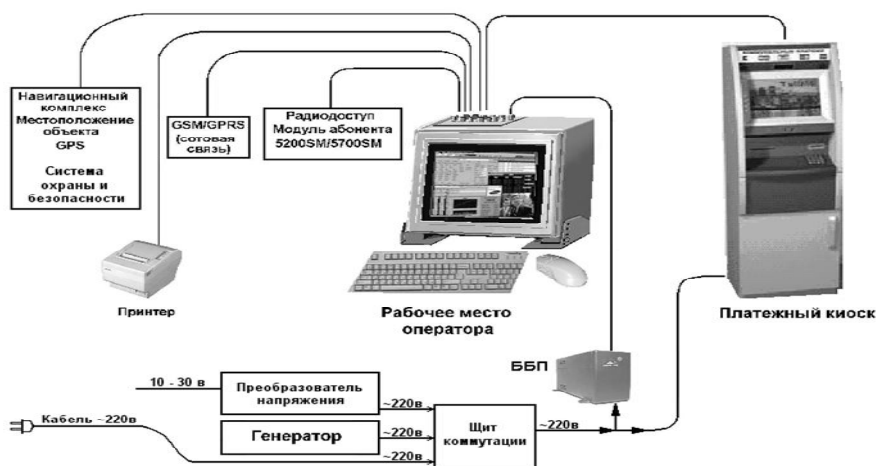 Навигационный
комплекс
Местоположение
объекта
GPS
Система
охраны и
безопасности
GSM/GPRS
(сотовая
связь)
Радиодоступ
Модуль абонента
5200SM/5700SM
Принтер
Рабочее место
оператора
Платежный киоск
ББП
10 - 30 в
Преобразователь
напряжения
~220в
Кабель ~220в
Генератор
~220в
~220в
Щит
коммутации
~220в